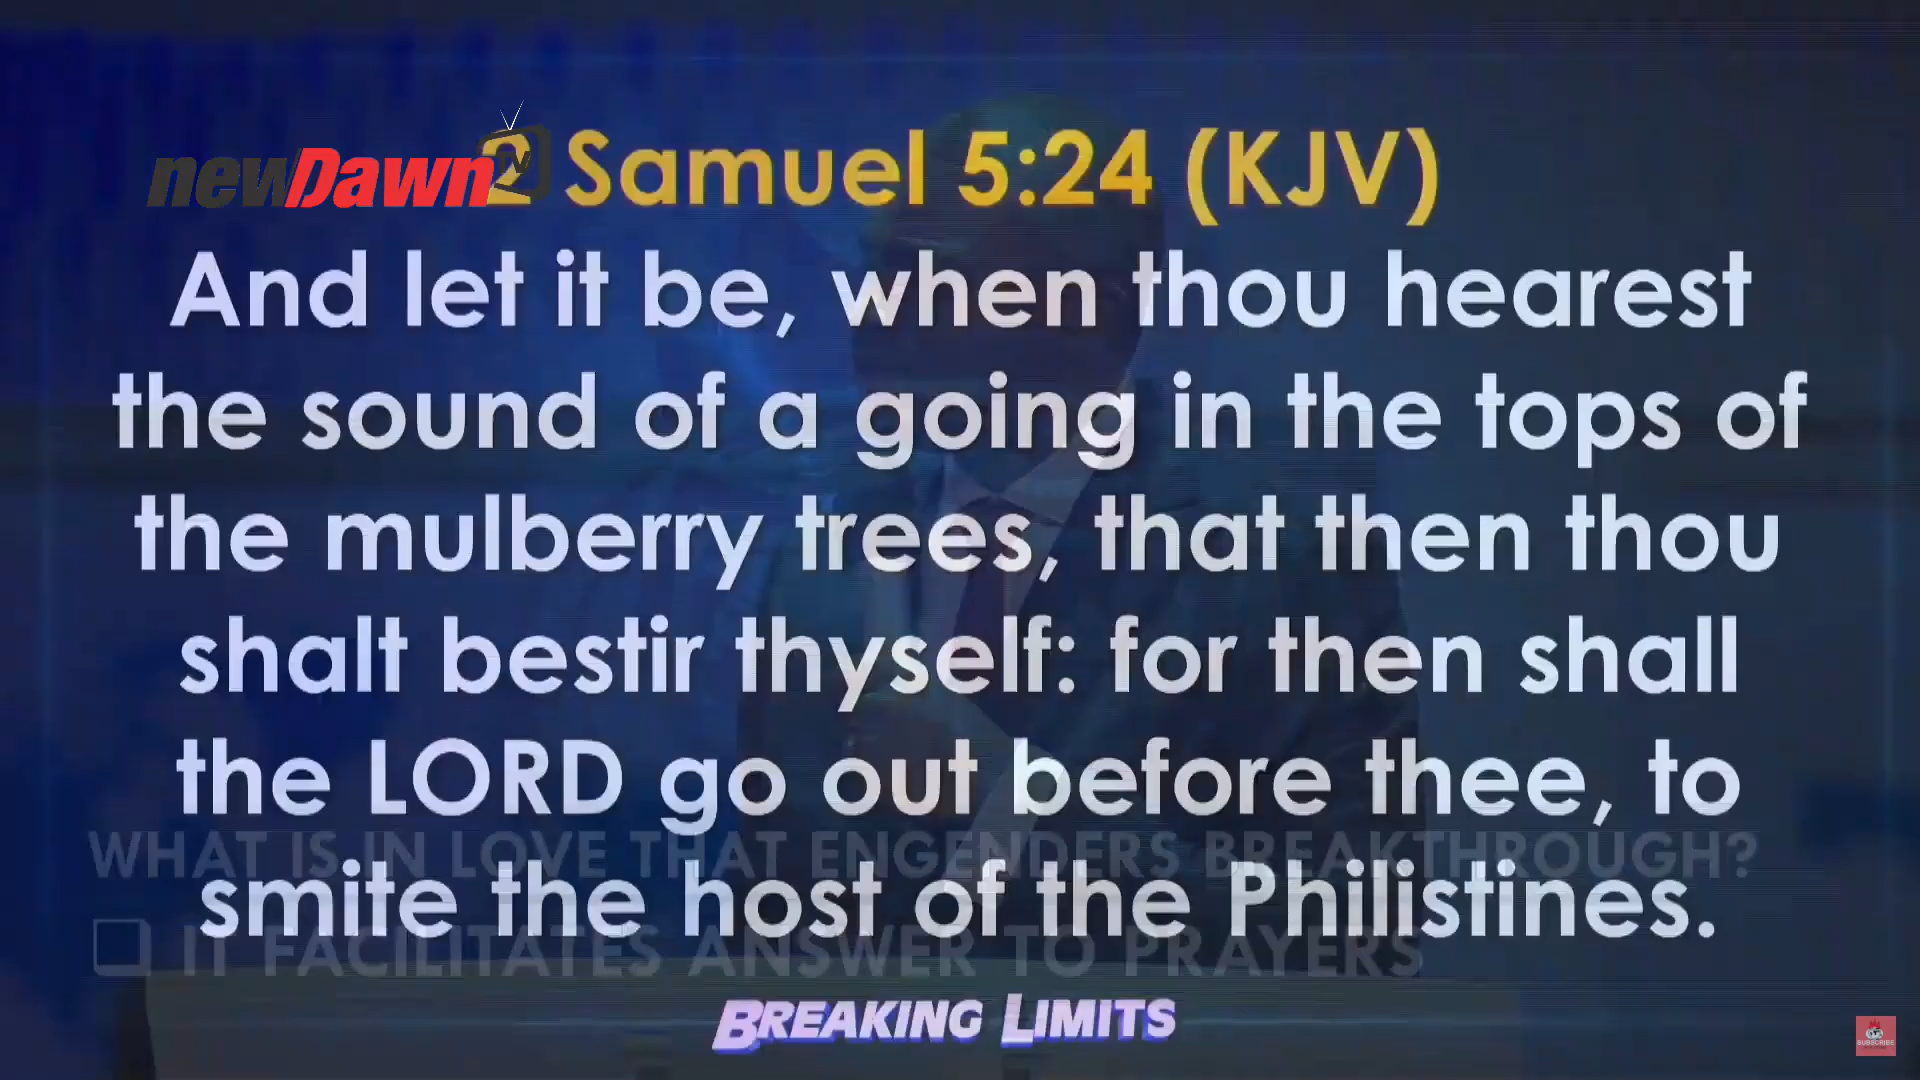 newDawn TV
2 Samuel 5:24 (KJV)
And let it be, when thou hearest
the sound of a going in the tops of
the mulberry trees, that then thou
shalt bestir thyself: for then shall
the LORD go out before thee, to
smite the host of the Philistines.
WHAT IS IN LOVE THAT ENGENDERS BREAKTHROUGH?
IT FACILITATES ANSWER TO PRAYERS
BREAKING LIMITS
SUBSCRIBE